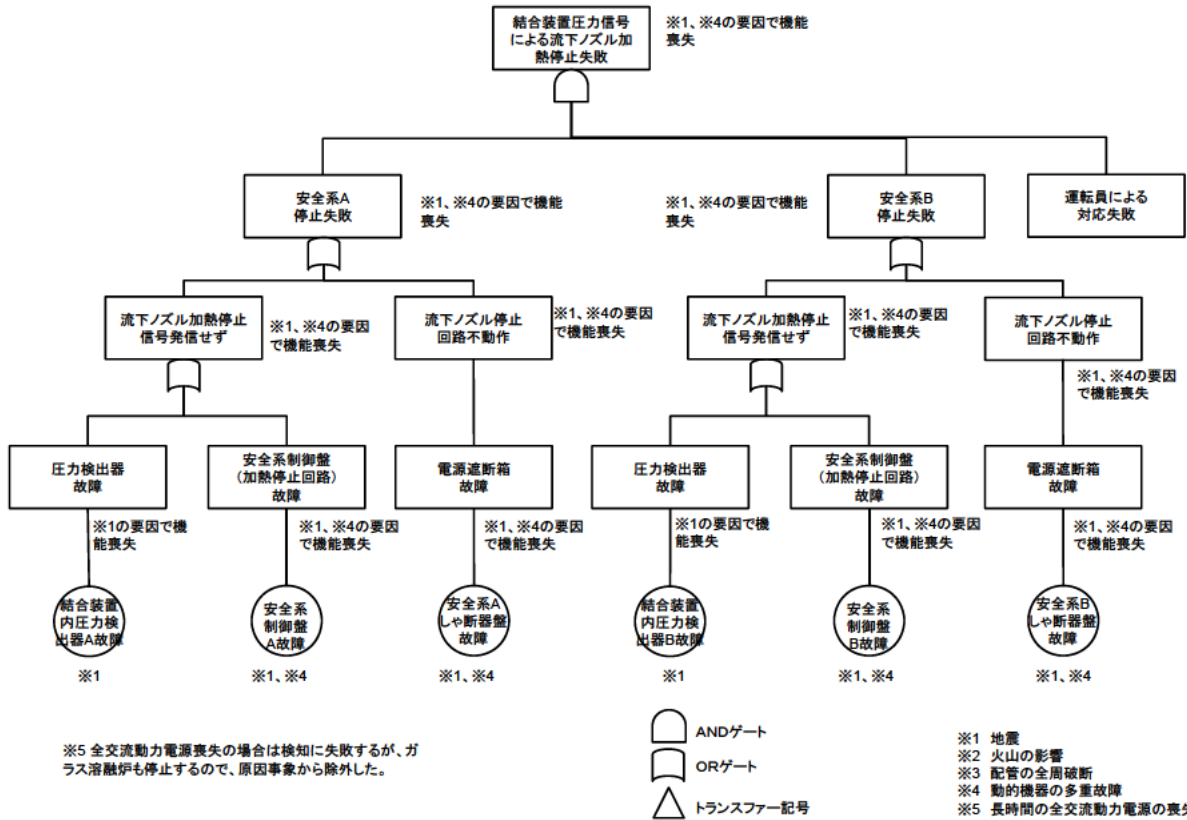 結合装置圧力信号
による流下ノズル加
熱停止失敗
※1、※4の要因で機能
喪失
安全系A
停止失敗
※1、※4の要因で機能
喪失
※1、※4の要因で機能
喪失
安全系B
停止失敗
運転員による
対応失敗
流下ノズル加熱停止
信号発信せず
※1、※4の要因
で機能喪失
流下ノズル停止
回路不動作
※1、※4の要因
で機能喪失
流下ノズル加熱停止
信号発信せず
※1、※4の要因
で機能喪失
流下ノズル停止
回路不動作
※1、※4の要因
で機能喪失
圧力検出器
故障
安全系制御盤
(加熱停止回路)
故障
電源遮断箱
故障
圧力検出器
故障
安全系制御盤
(加熱停止回路)
故障
電源遮断箱
故障
※1の要因で機
能喪失
※1、※4の要因
で機能喪失
※1、※4の要因
で機能喪失
※1の要因で機
能喪失
※1、※4の要因
で機能喪失
※1、※4の要因
で機能喪失
結合装置
内圧力検
出器A故障
安全系
制御盤
A故障
安全系A
しゃ断器盤
故障
結合装置
内圧力検
出器B故障
安全系
制御盤
B故障
安全系B
しゃ断器盤
故障
※1
※1、※4
※1、※4
※1
※1、※4
※1、※4
※5 全交流動力電源喪失の場合は検知に失敗するが、ガ
ラス溶融炉も停止するので、原因事象から除外した。
ANDゲート
ORゲート
トランスファー記号
※1 地震
※2 火山の影響
※3 配管の全周破断
※4 動的機器の多重故障
※5 長時間の全交流動力電源の喪失